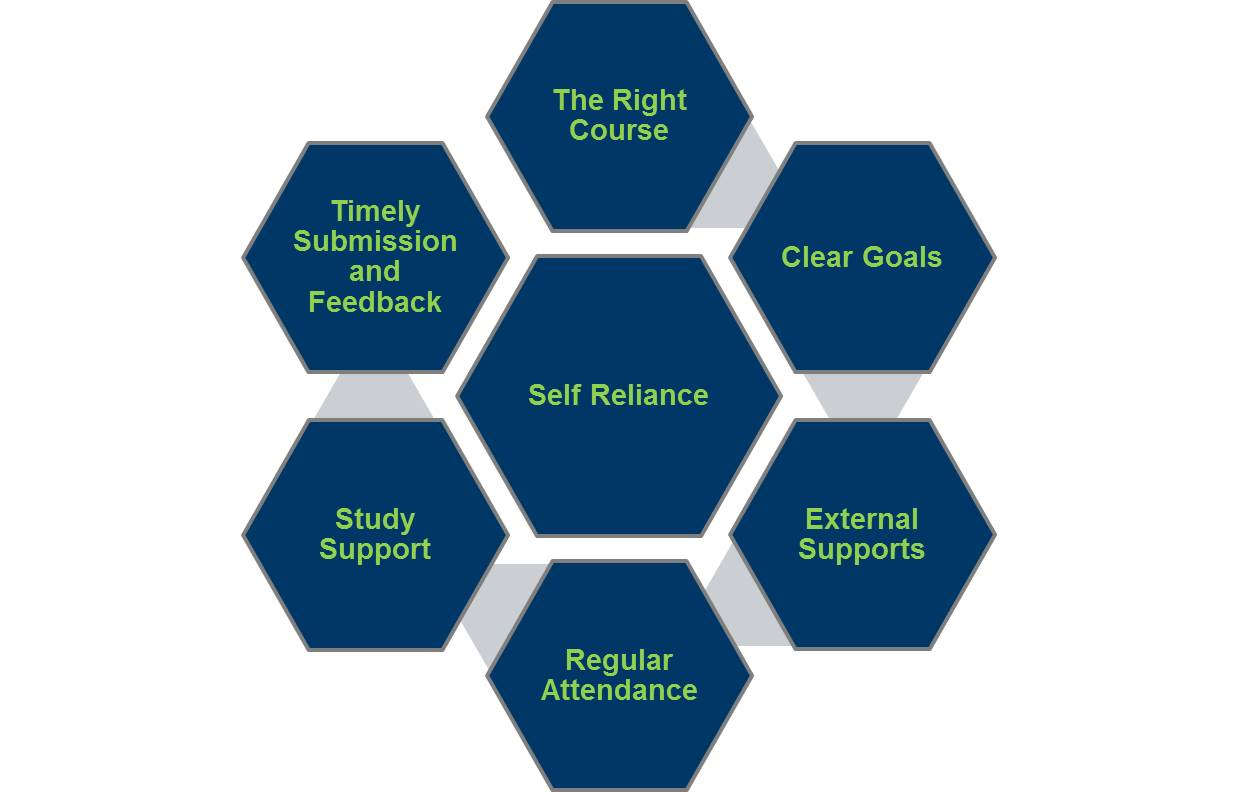 The Right
Course
Clear Goals
External
Supports
Regular
Attendance
Study
Support
Timely
Submission
and
Feedback
Self Reliance